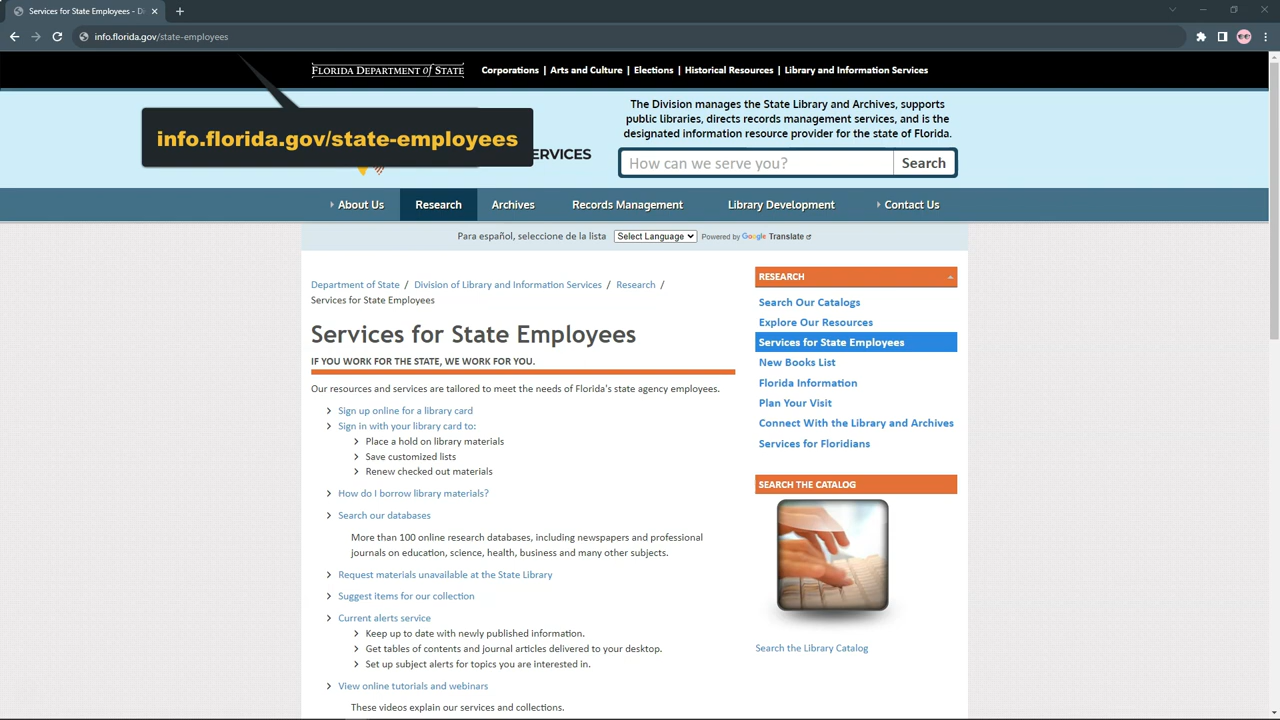 Services for State Employees - Di
info.florida.gov/state-employees
FLORIDA DEPARTMENT of STATE
Corporations | Arts and Culture | Elections | Historical Resources | Library and Information Services
info.florida.gov/state-employees
ERVICES
The Division manages the State Library and Archives, supports
public libraries, directs records management services, and is the
designated information resource provider for the state of Florida.
How can we serve you? Search
About Us Research Archives Records Management Library Development Contact Us
Para español, seleccione de la lista Select Language Powered by Google Translate
Department of State / Division of Library and Information Services / Research /
Services for State Employees
Services for State Employees
IF YOU WORK FOR THE STATE, WE WORK FOR YOU.
Our resources and services are tailored to meet the needs of Florida's state agency employees.
Sign up online for a library card
Sign in with your library card to:
Place a hold on library materials
Save customized lists
Renew checked out materials
How do I borrow library materials?
Search our databases
More than 100 online research databases, including newspapers and professional
journals on education, science, health, business and many other subjects.
Request materials unavailable at the State Library
Suggest items for our collection
Current alerts service
Keep up to date with newly published information.
Get tables of contents and journal articles delivered to your desktop.
Set up subject alerts for topics you are interested in.
View online tutorials and webinars
These videos explain our services and collections.
RESEARCH
Search Our Catalogs
Explore Our Resources
Services for State Employees
New Books List
Florida Information
Plan Your Visit
Connect With the Library and Archives
Services for Floridians
SEARCH THE CATALOG
Search the Library Catalog